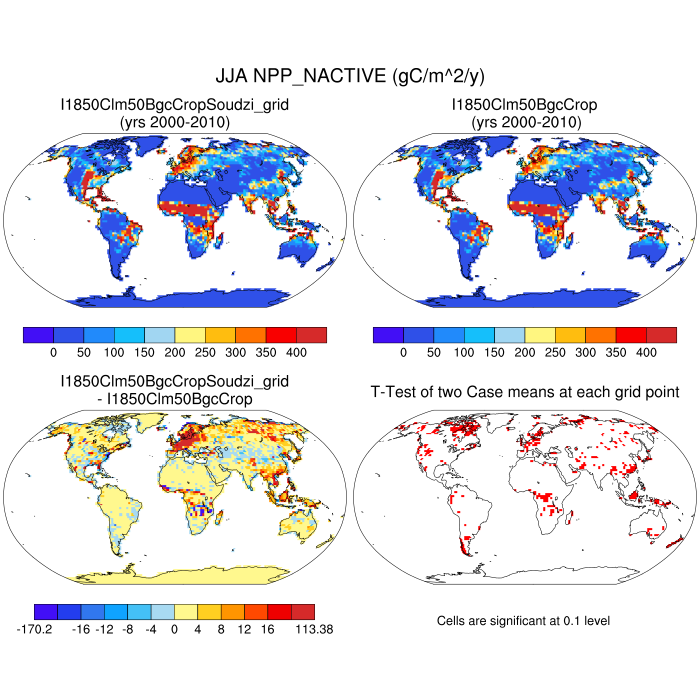 JJA NPP_NACTIVE (gC/m^2/y)
I1850Clm50BgcCropSoudzi_grid
(yrs 2000-2010)
I1850Clm50BgcCrop
(yrs 2000-2010)
0 50 100 150 200 250 300 350 400
0 50 100 150 200 250 300 350 400
I1850Clm50BgcCropSoudzi_grid
- I1850Clm50BgcCrop
T-Test of two Case means at each grid point
-170.2 -16 -12 -8 -4 0 4 8 12 16 113.38
Cells are significant at 0.1 level